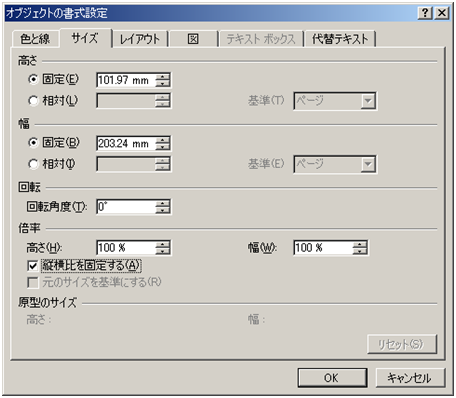 オブジェクトの書式設定
色と線 サイズ レイアウト 図 テキスト ボックス 代替テキスト
高さ
固定(E) 101.97 mm
相対(L) 基準(T) ページ
幅
固定(B) 203.24 mm
相対(I) 基準(E) ページ
回転
回転角度(T): 0°
倍率
高さ(H): 100 % 幅(W): 100 %
縦横比を固定する(A)
元のサイズを基準にする(R)
原型のサイズ
高さ: 幅:
リセット(S)
OK キャンセル